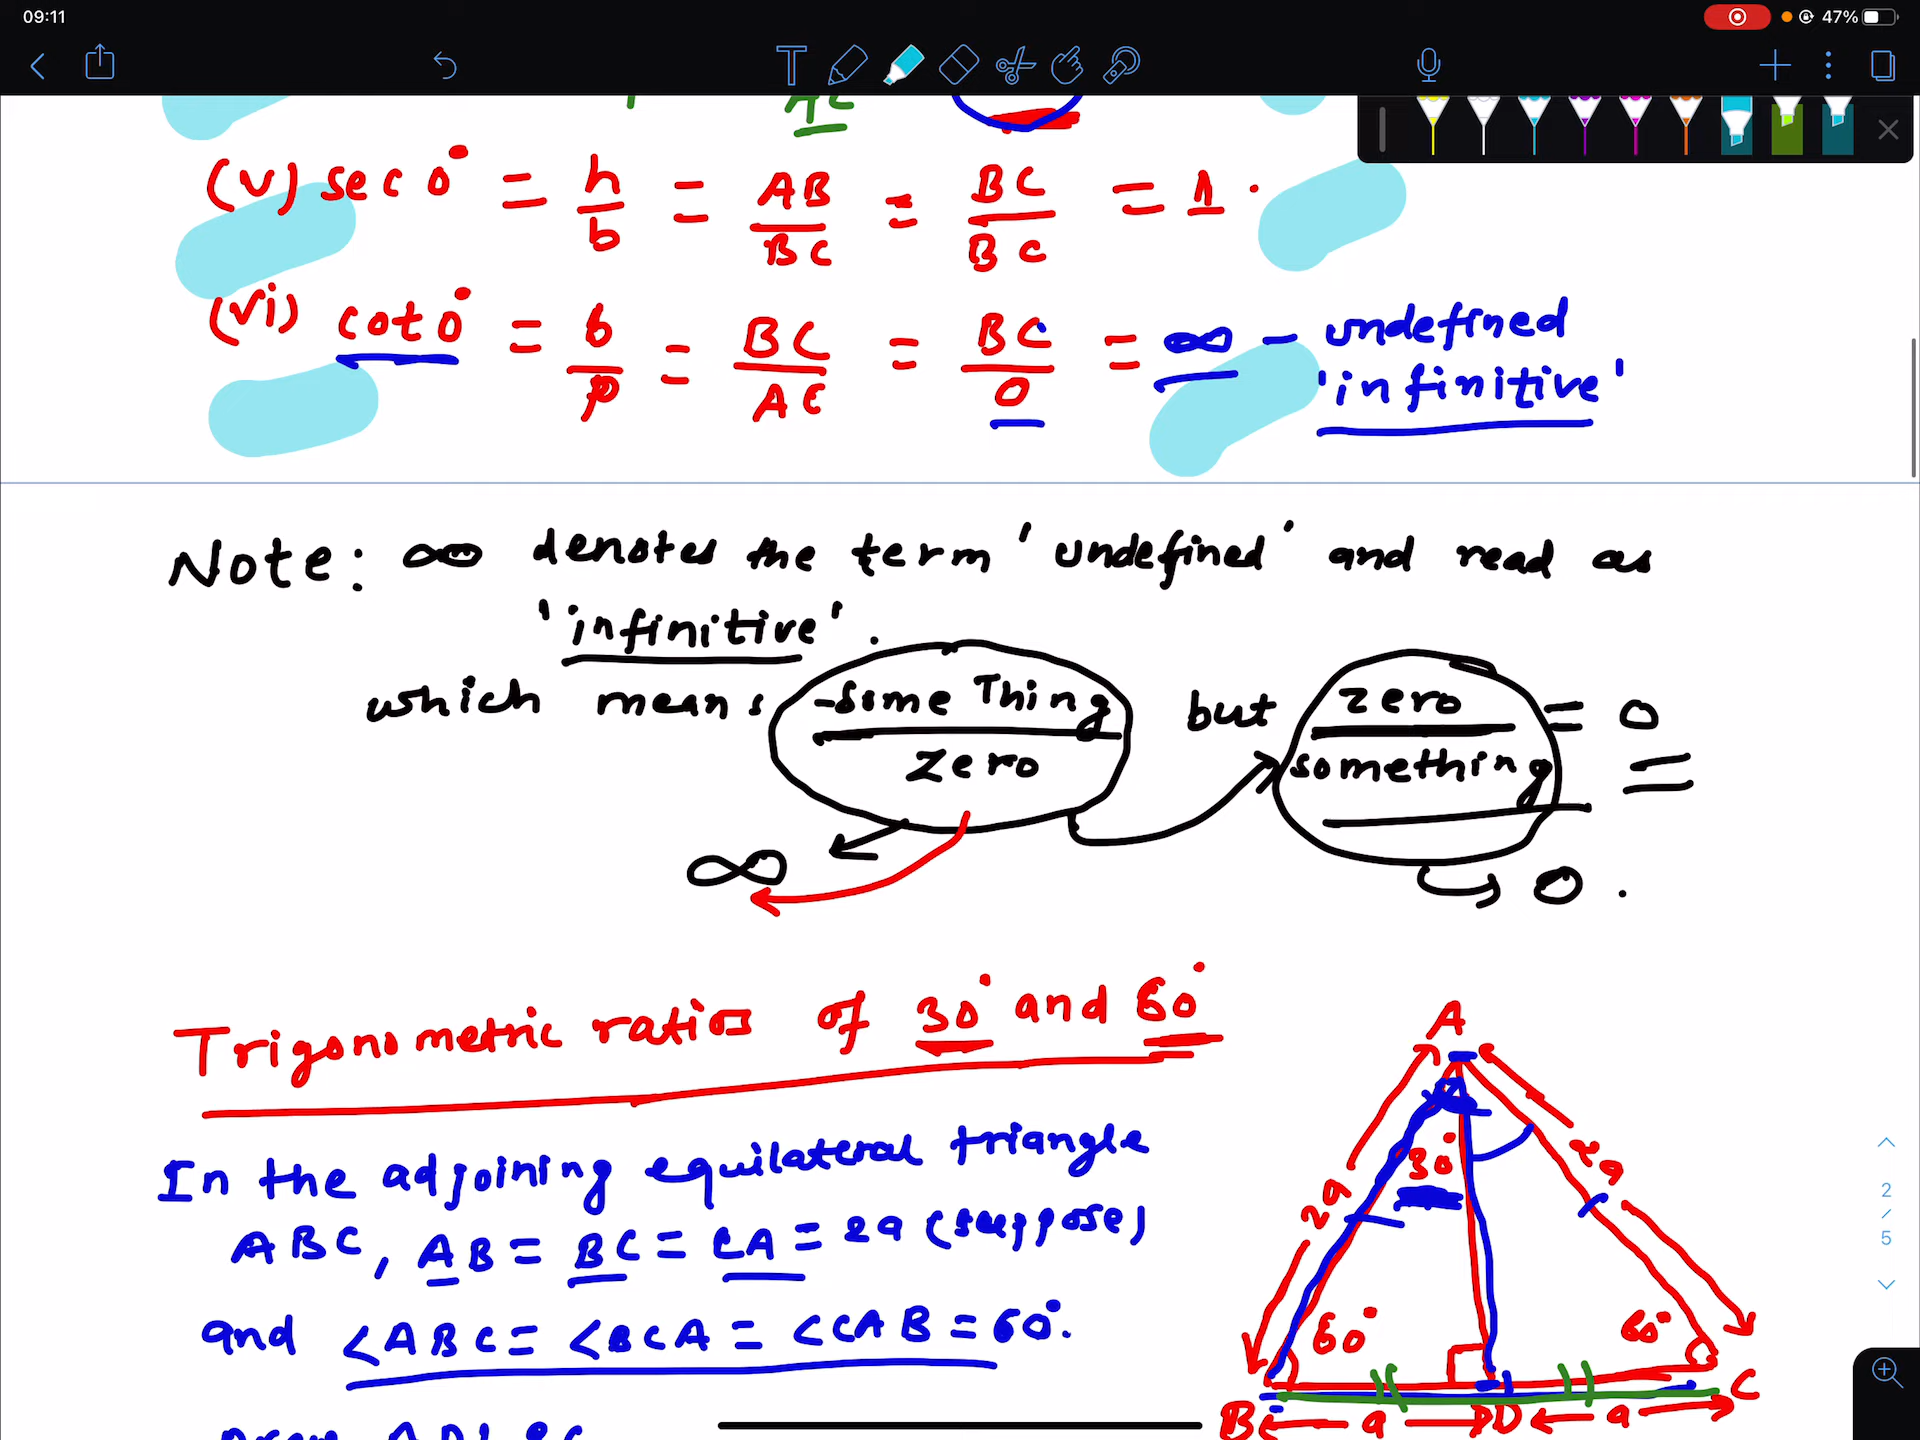 09:11
47%
AC
(v) sec 0° = h/b = AB/BC = BC/BC = 1.
(vi) cot 0° = b/p = BC/AC = BC/0 = ∞ - undefined
'infinitive'
Note: ∞ denotes the term 'undefined' and read as
'infinitive'.
which means some Thing/zero but zero/something = 0
∞
0.
Trigonometric ratios of 30° and 60°
In the adjoining equilateral triangle
ABC, AB = BC = CA = 2a (suppose)
and <ABC = <BCA = <CAB = 60°.
A
30°
2a
2a
60°
60°
B
a
D
a
C
2/5